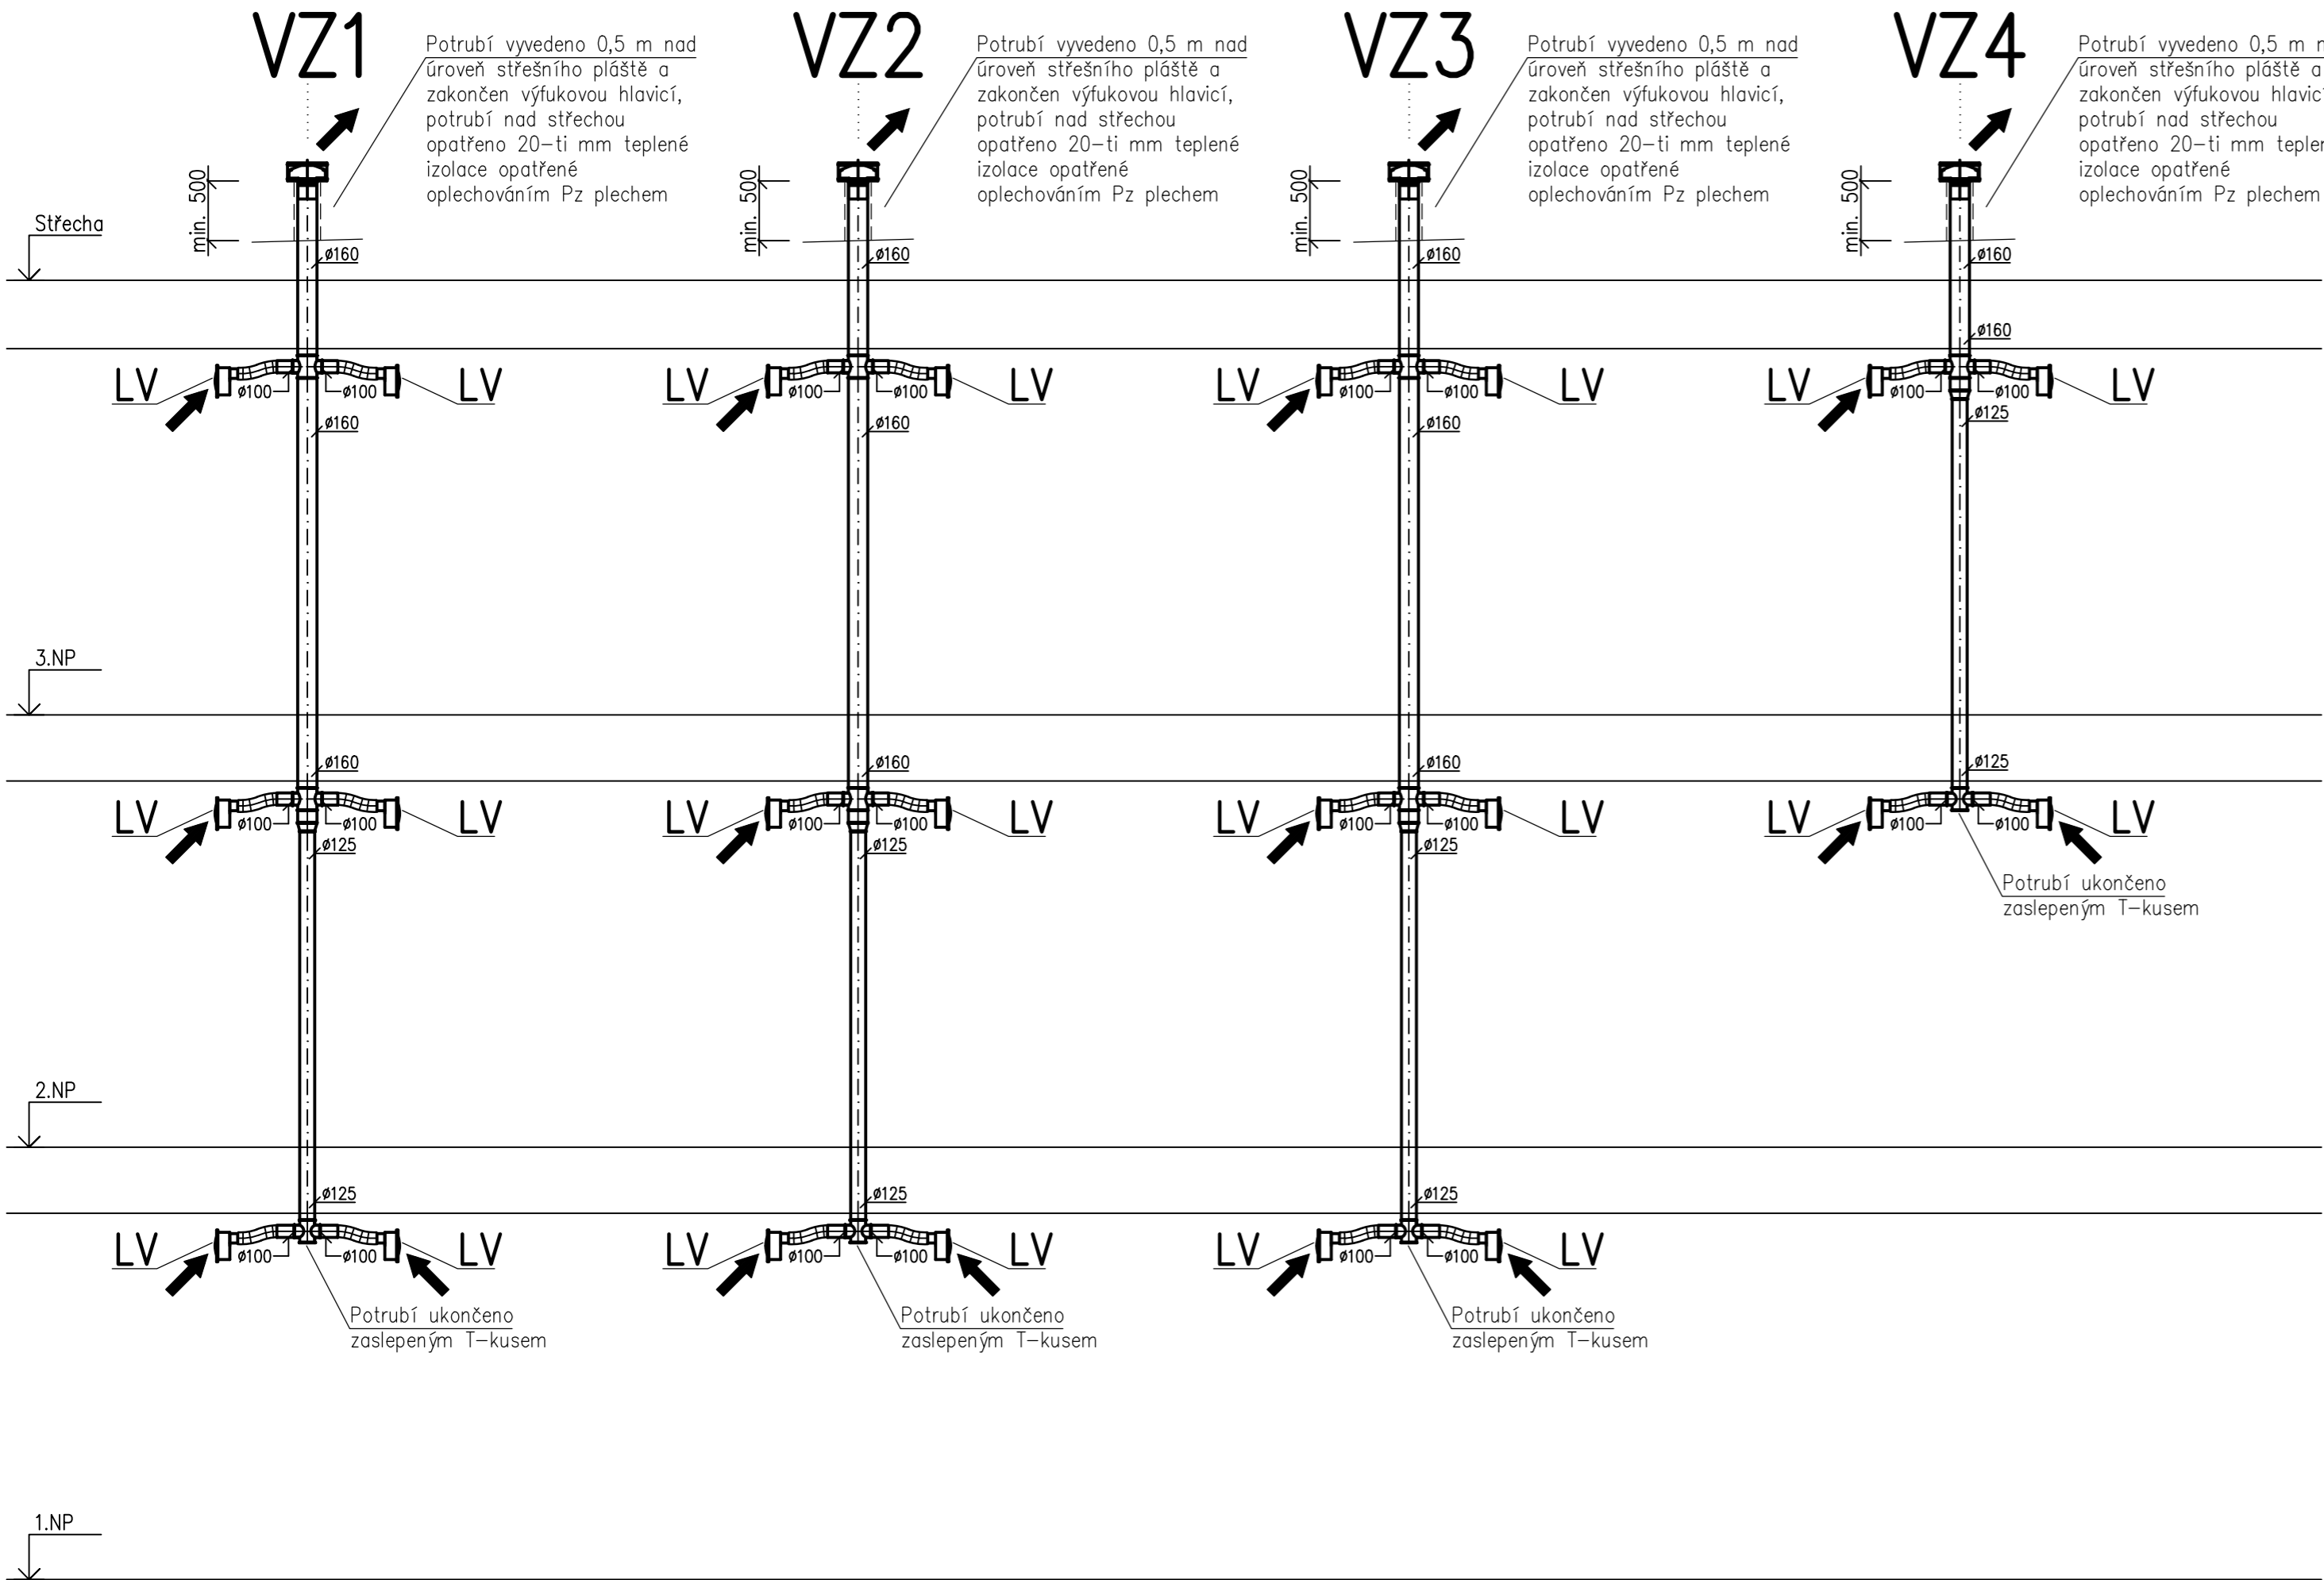 VZ1
VZ2
VZ3
VZ4
Potrubí vyvedeno 0,5 m nad
úroveň střešního pláště a
zakončen výfukovou hlavicí,
potrubí nad střechou
opatřeno 20-ti mm teplené
izolace opatřené
oplechováním Pz plechem
Potrubí vyvedeno 0,5 m nad
úroveň střešního pláště a
zakončen výfukovou hlavicí,
potrubí nad střechou
opatřeno 20-ti mm teplené
izolace opatřené
oplechováním Pz plechem
Potrubí vyvedeno 0,5 m nad
úroveň střešního pláště a
zakončen výfukovou hlavicí,
potrubí nad střechou
opatřeno 20-ti mm teplené
izolace opatřené
oplechováním Pz plechem
Potrubí vyvedeno 0,5 m
úroveň střešního pláště a
zakončen výfukovou
potrubí nad střechou
opatřeno 20-ti mm
izolace opatřené
oplechováním Pz plechem
min. 500
min. 500
min. 500
min. 500
Střecha
ø160
ø160
ø160
ø160
ø160
LV ø100 ø100 LV
LV ø100 ø100 LV
LV ø100 ø100 LV
LV ø100 ø100 LV
ø160
ø160
ø160
ø125
3.NP
ø160
ø160
ø160
ø125
LV ø100 ø100 LV
LV ø100 ø100 LV
LV ø100 ø100 LV
LV ø100 ø100 LV
ø125
ø125
ø125
Potrubí ukončeno
zaslepeným T-kusem
2.NP
ø125
ø125
ø125
LV ø100 ø100 LV
LV ø100 ø100 LV
LV ø100 ø100 LV
Potrubí ukončeno
zaslepeným T-kusem
Potrubí ukončeno
zaslepeným T-kusem
Potrubí ukončeno
zaslepeným T-kusem
1.NP